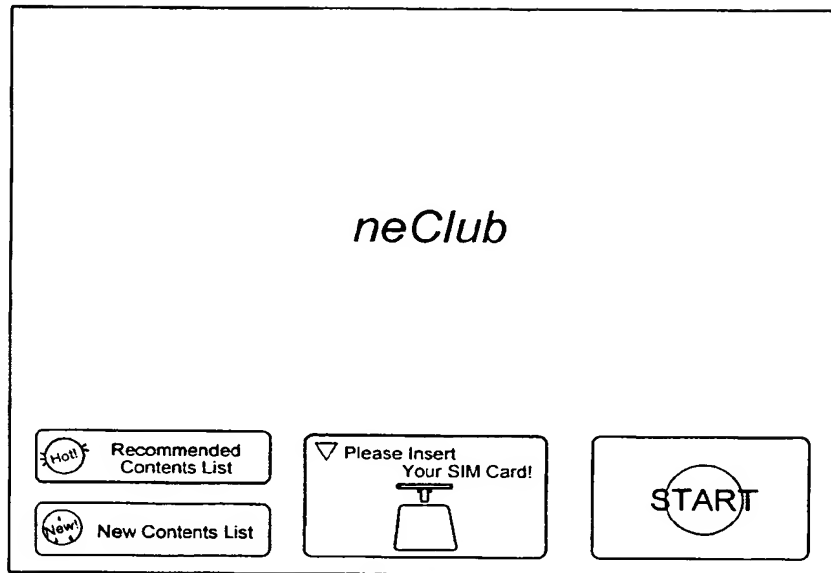 neClub
Hot!
Recommended
Contents List
New!
New Contents List
Please Insert
Your SIM Card!
START